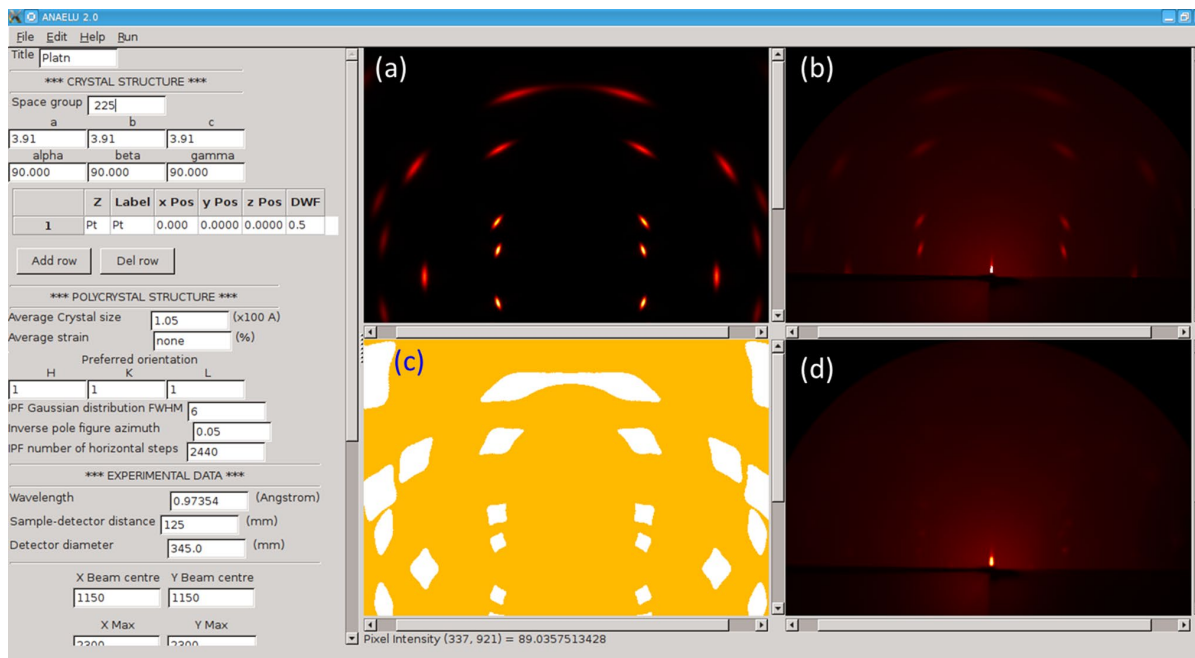 ANAELU 2.0
File Edit Help Run
Title Platn
*** CRYSTAL STRUCTURE ***
Space group 225
a b c
3.91 3.91 3.91
alpha beta gamma
90.000 90.000 90.000
Z Label x Pos y Pos z Pos DWF
1 Pt Pt 0.000 0.0000 0.0000 0.5
Add row Del row
*** POLYCRYSTAL STRUCTURE ***
Average Crystal size 1.05 (x100 A)
Average strain none (%)
Preferred orientation
H K L
1 1 1
IPF Gaussian distribution FWHM 6
Inverse pole figure azimuth 0.05
IPF number of horizontal steps 2440
*** EXPERIMENTAL DATA ***
Wavelength 0.97354 (Angstrom)
Sample-detector distance 125 (mm)
Detector diameter 345.0 (mm)
X Beam centre Y Beam centre
1150 1150
X Max Y Max
2300 2300
(a)
(b)
(c)
(d)
Pixel Intensity (337, 921) = 89.0357513428